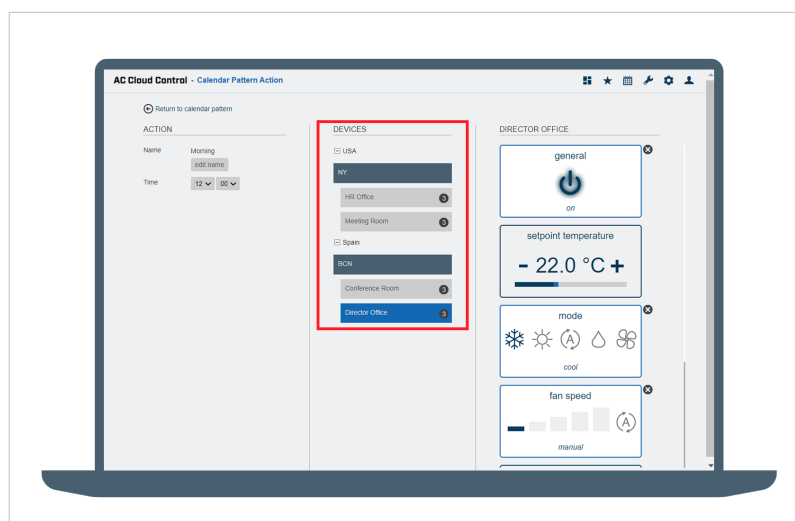 AC Cloud Control - Calendar Pattern Action
Return to calendar pattern
ACTION
Name Morning
edit name
Time 12 00
DEVICES
USA
NY
HR Office 3
Meeting Room 3
Spain
BCN
Conference Room 3
Director Office 3
DIRECTOR OFFICE
general
on
setpoint temperature
- 22.0 °C +
mode
A
cool
fan speed
A
manual